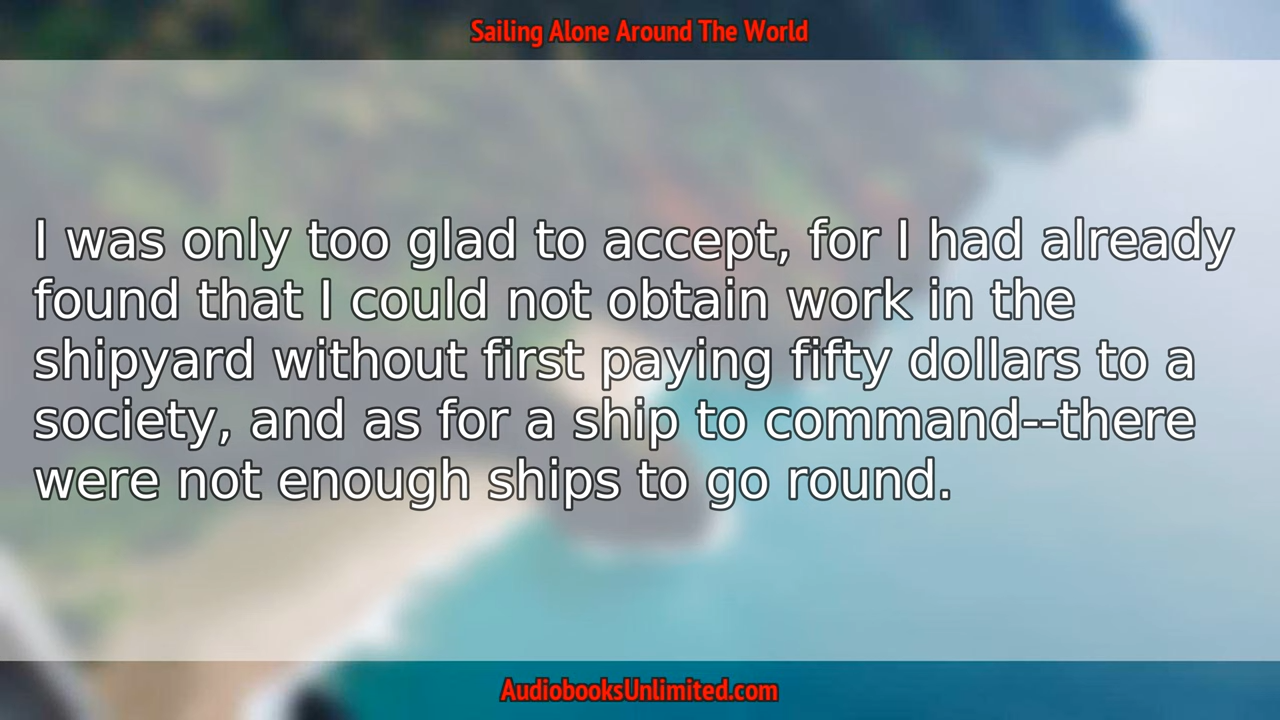 Sailing Alone Around The World
I was only too glad to accept, for I had already
found that I could not obtain work in the
shipyard without first paying fifty dollars to a
society, and as for a ship to command--there
were not enough ships to go round.
AudiobooksUnlimited.com